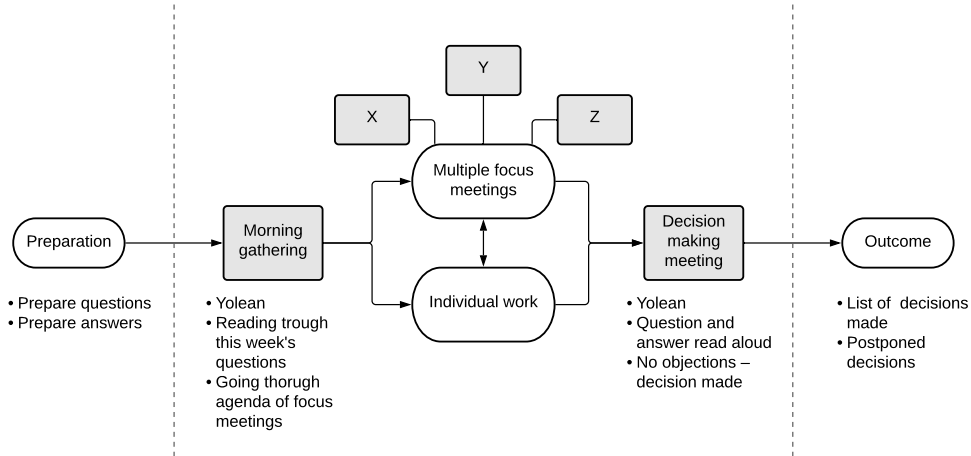 Y
X
Z
Multiple focus
meetings
Preparation
Morning
gathering
Decision
making
meeting
Outcome
Individual work
• Prepare questions
• Prepare answers
• Yolean
• Reading trough
this week's
questions
• Going thorugh
agenda of focus
meetings
• Yolean
• Question and
answer read aloud
• No objections –
decision made
• List of  decisions
made
• Postponed
decisions